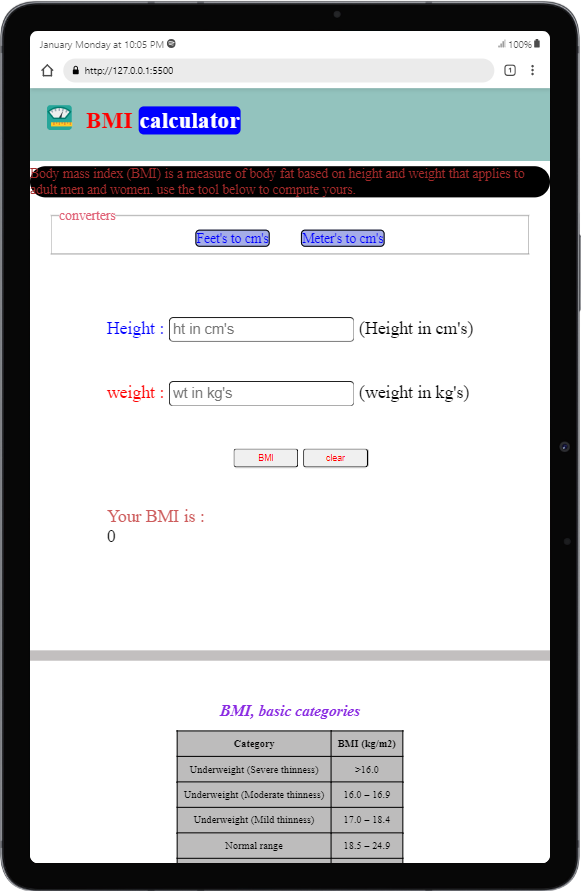 January Monday at 10:05 PM
100%
http://127.0.0.1:5500
1
BMI calculator
Body mass index (BMI) is a measure of body fat based on height and weight that applies to
adult men and women. use the tool below to compute yours.
converters
Feet's to cm's Meter's to cm's
Height : ht in cm's (Height in cm's)
weight : wt in kg's (weight in kg's)
BMI clear
Your BMI is :
0
BMI, basic categories
Category BMI (kg/m2)
Underweight (Severe thinness) >16.0
Underweight (Moderate thinness) 16.0 – 16.9
Underweight (Mild thinness) 17.0 – 18.4
Normal range 18.5 – 24.9